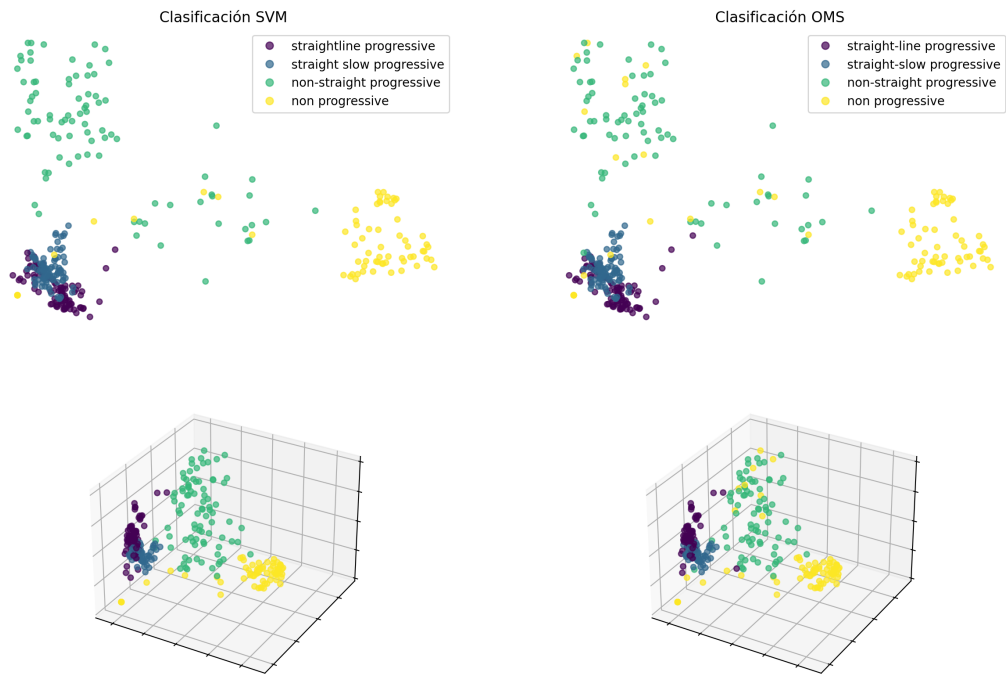 Clasificación SVM
straightline progressive
straight slow progressive
non-straight progressive
non progressive
Clasificación OMS
straight-line progressive
straight-slow progressive
non-straight progressive
non progressive